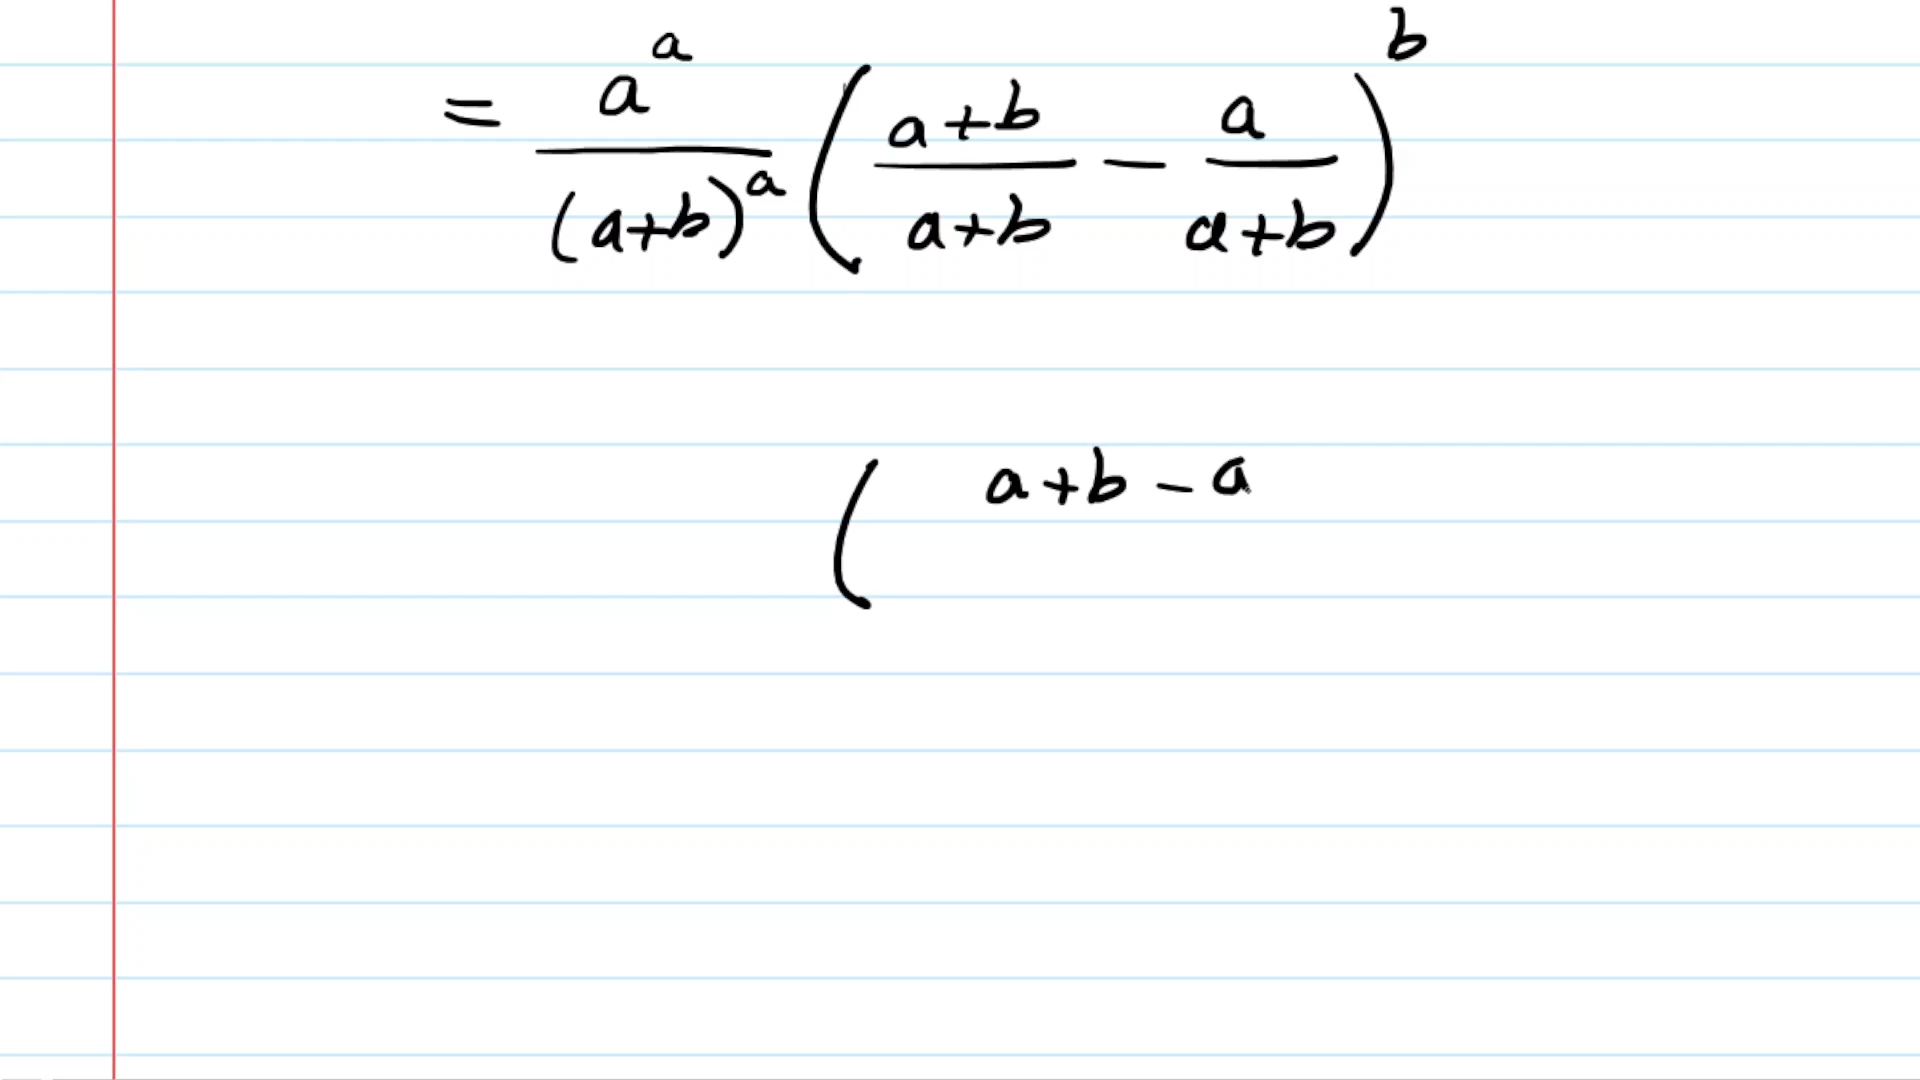 = a^a / (a+b)^a ( (a+b)/(a+b) − a/(a+b) )^b
( a+b − a